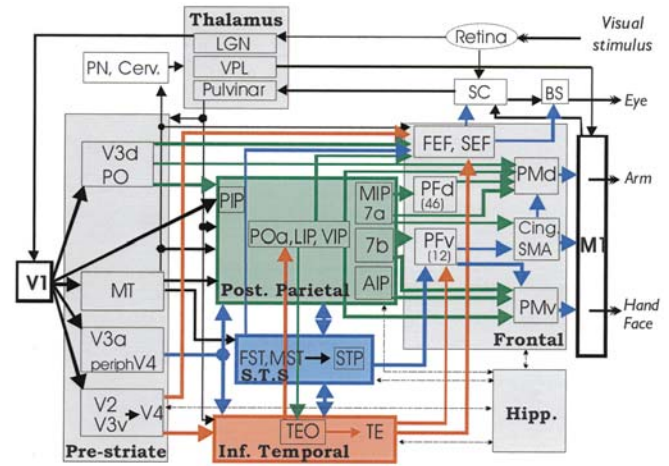 Thalamus
LGN
VPL
Pulvinar
Retina
Visual
stimulus
PN, Cerv.
SC
BS
Eye
FEF, SEF
V3d
PO
PIP
MIP
7a
PFd
(46)
PMd
Arm
POa, LIP, VIP
7b
PFv
(12)
Cing.
SMA
M1
V1
MT
AIP
Post. Parietal
PMv
Hand
Face
Frontal
V3a
periphV4
FST, MST
STP
S.T.S
V2
V3v
V4
Hipp.
TEO
TE
Pre-striate
Inf. Temporal